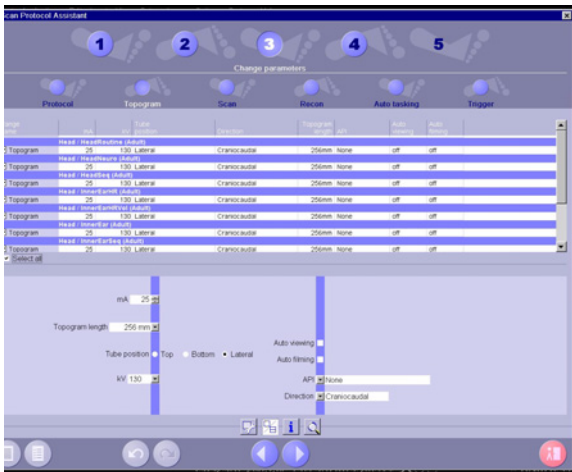 Scan Protocol Assistant
1 2 3 4 5
Change parameters
Protocol Topogram Scan Recon Auto tasking Trigger
Tube Topogram Auto Auto
mA kV position Direction length API viewing filming
Head / HeadRoutine (Adult)
Topogram 25 130 Lateral Craniocaudal 256mm None off off
Head / HeadNeuro (Adult)
Topogram 25 130 Lateral Craniocaudal 256mm None off off
Head / HeadSeq (Adult)
Topogram 25 130 Lateral Craniocaudal 256mm None off off
Head / InnerEarHR (Adult)
Topogram 25 130 Lateral Craniocaudal 256mm None off off
Head / InnerEarHRVol (Adult)
Topogram 25 130 Lateral Craniocaudal 256mm None off off
Head / InnerEar (Adult)
Topogram 25 130 Lateral Craniocaudal 256mm None off off
Head / InnerEarSeq (Adult)
Topogram 25 130 Lateral Craniocaudal 256mm None off off
Select all
mA 25
Topogram length 256 mm
Tube position Top Bottom Lateral
kV 130
Auto viewing
Auto filming
API None
Direction Craniocaudal